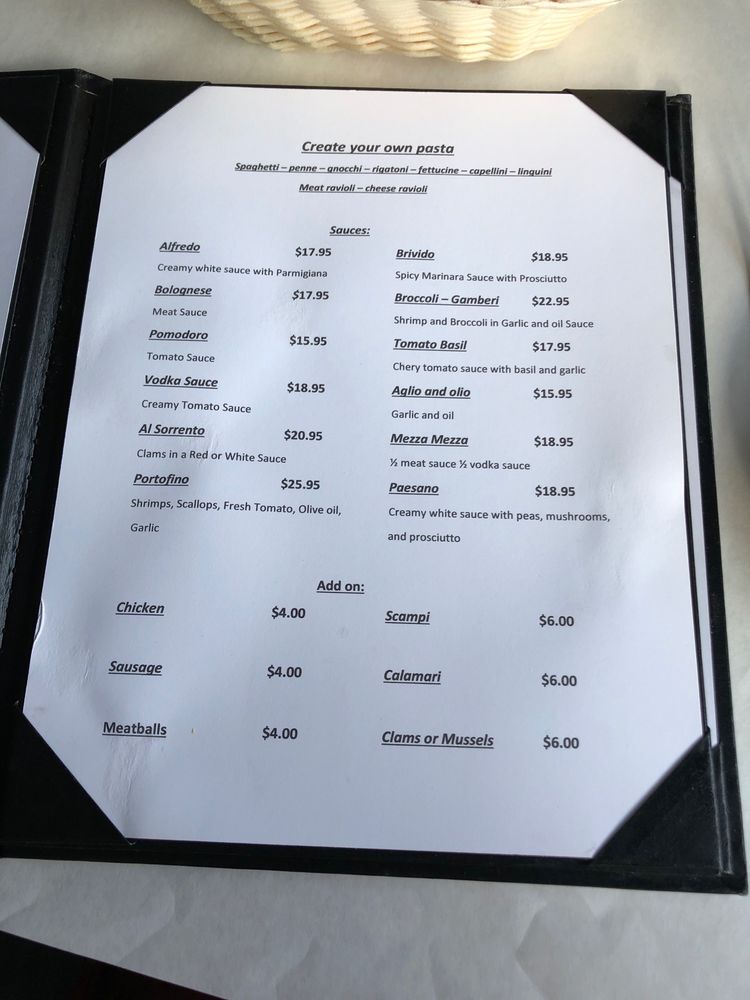 Create your own pasta
Spaghetti – penne – gnocchi – rigatoni – fettucine – capellini – linguini
Meat ravioli – cheese ravioli
Sauces:
Alfredo $17.95
Creamy white sauce with Parmigiana
Bolognese $17.95
Meat Sauce
Pomodoro $15.95
Tomato Sauce
Vodka Sauce $18.95
Creamy Tomato Sauce
Al Sorrento $20.95
Clams in a Red or White Sauce
Portofino $25.95
Shrimps, Scallops, Fresh Tomato, Olive oil,
Garlic
Brivido $18.95
Spicy Marinara Sauce with Prosciutto
Broccoli – Gamberi $22.95
Shrimp and Broccoli in Garlic and oil Sauce
Tomato Basil $17.95
Chery tomato sauce with basil and garlic
Aglio and olio $15.95
Garlic and oil
Mezza Mezza $18.95
½ meat sauce ½ vodka sauce
Paesano $18.95
Creamy white sauce with peas, mushrooms,
and prosciutto
Add on:
Chicken $4.00
Sausage $4.00
Meatballs $4.00
Scampi $6.00
Calamari $6.00
Clams or Mussels $6.00